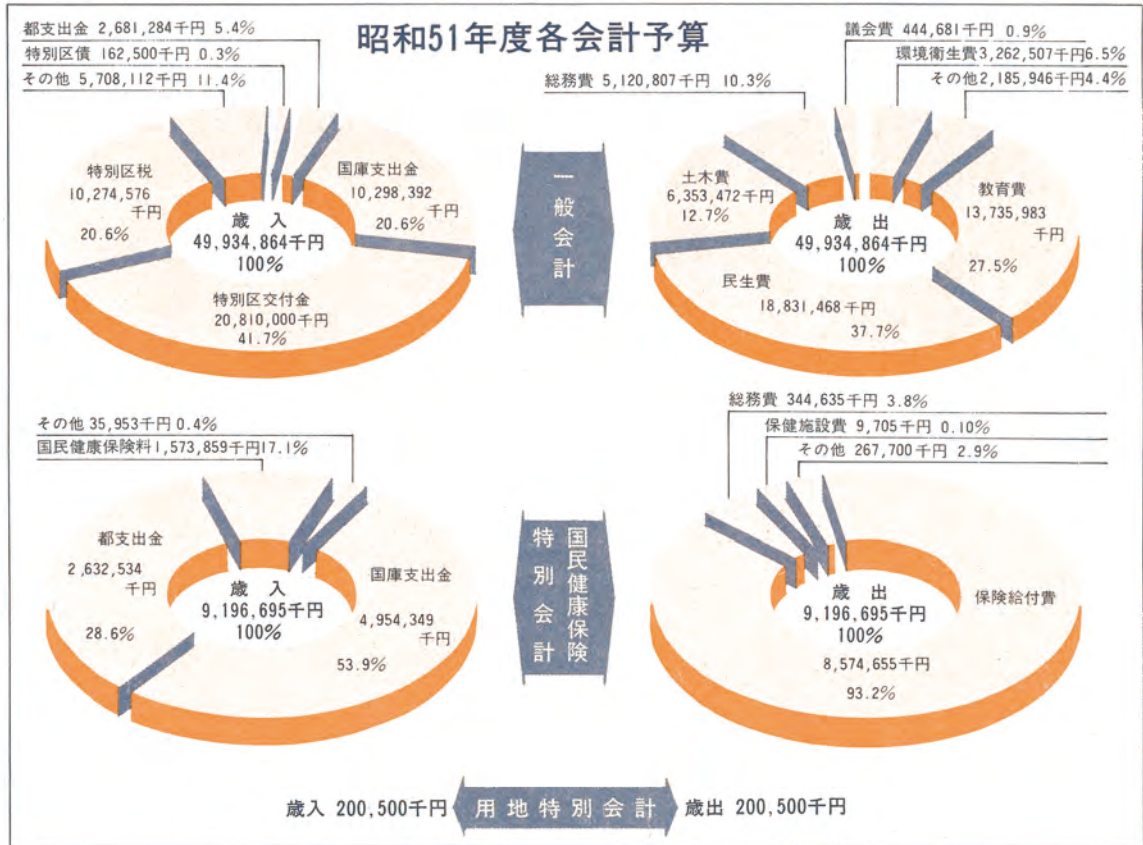 昭和51年度各会計予算
都支出金 2,681,284千円 5.4%
特別区債 162,500千円 0.3%
その他 5,708,112千円 11.4%
特別区税
10,274,576
千円
20.6%
国庫支出金
10,298,392
千円
20.6%
歳 入
49,934,864千円
100%
特別区交付金
20,810,000千円
41.7%
一般会計
議会費 444,681千円 0.9%
環境衛生費3,262,507千円6.5%
その他2,185,946千円4.4%
総務費 5,120,807千円 10.3%
土木費
6,353,472千円
12.7%
教育費
13,735,983
千円
27.5%
歳 出
49,934,864千円
100%
民生費
18,831,468千円
37.7%
その他 35,953千円 0.4%
国民健康保険料1,573,859千円17.1%
都支出金
2,632,534
千円
28.6%
国庫支出金
4,954,349
千円
53.9%
歳 入
9,196,695千円
100%
国民健康保険
特別会計
総務費 344,635千円 3.8%
保健施設費 9,705千円 0.10%
その他 267,700千円 2.9%
歳 出
9,196,695千円
100%
保険給付費
8,574,655千円
93.2%
歳入 200,500千円 用地特別会計 歳出 200,500千円